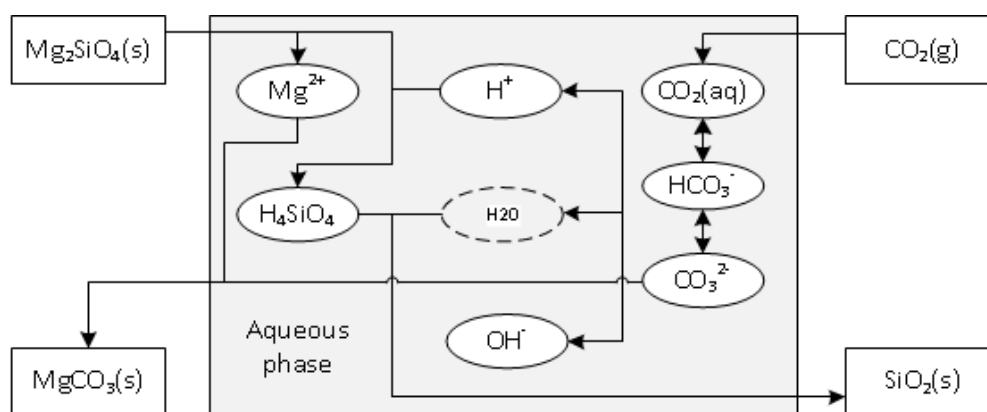 Mg₂SiO₄(s)
CO₂(g)
Mg²⁺
H⁺
CO₂(aq)
HCO₃⁻
H₄SiO₄
H20
CO₃²⁻
Aqueous
phase
OH⁻
MgCO₃(s)
SiO₂(s)